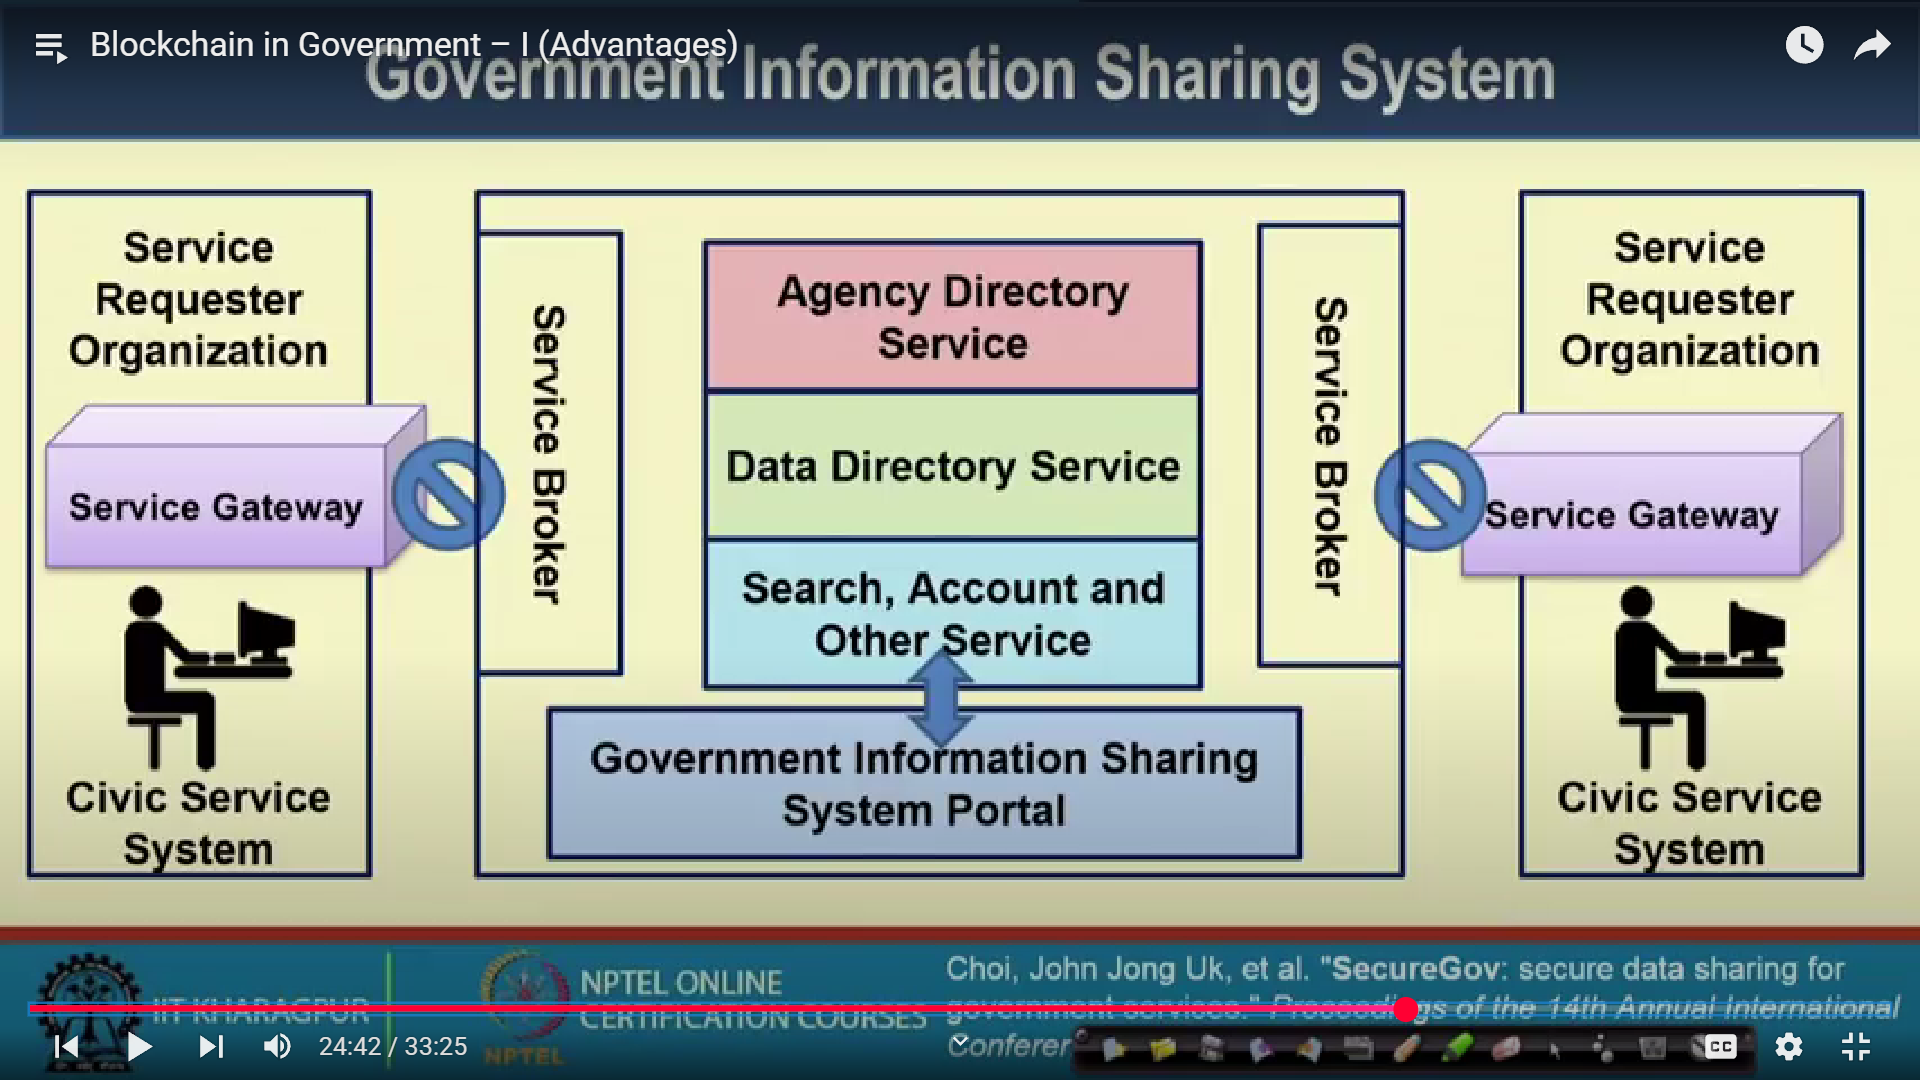 Blockchain in Government – I (Advantages)
Government Information Sharing System
Service
Requester
Organization
Service Gateway
Civic Service
System
Service Broker
Agency Directory
Service
Data Directory Service
Search, Account and
Other Service
Government Information Sharing
System Portal
Service Broker
Service
Requester
Organization
Service Gateway
Civic Service
System
IIT KHARAGPUR
NPTEL
NPTEL ONLINE
CERTIFICATION COURSES
Choi, John Jong Uk, et al. "SecureGov: secure data sharing for
government services." Proceedings of the 14th Annual International
Conferen
24:42 / 33:25
CC